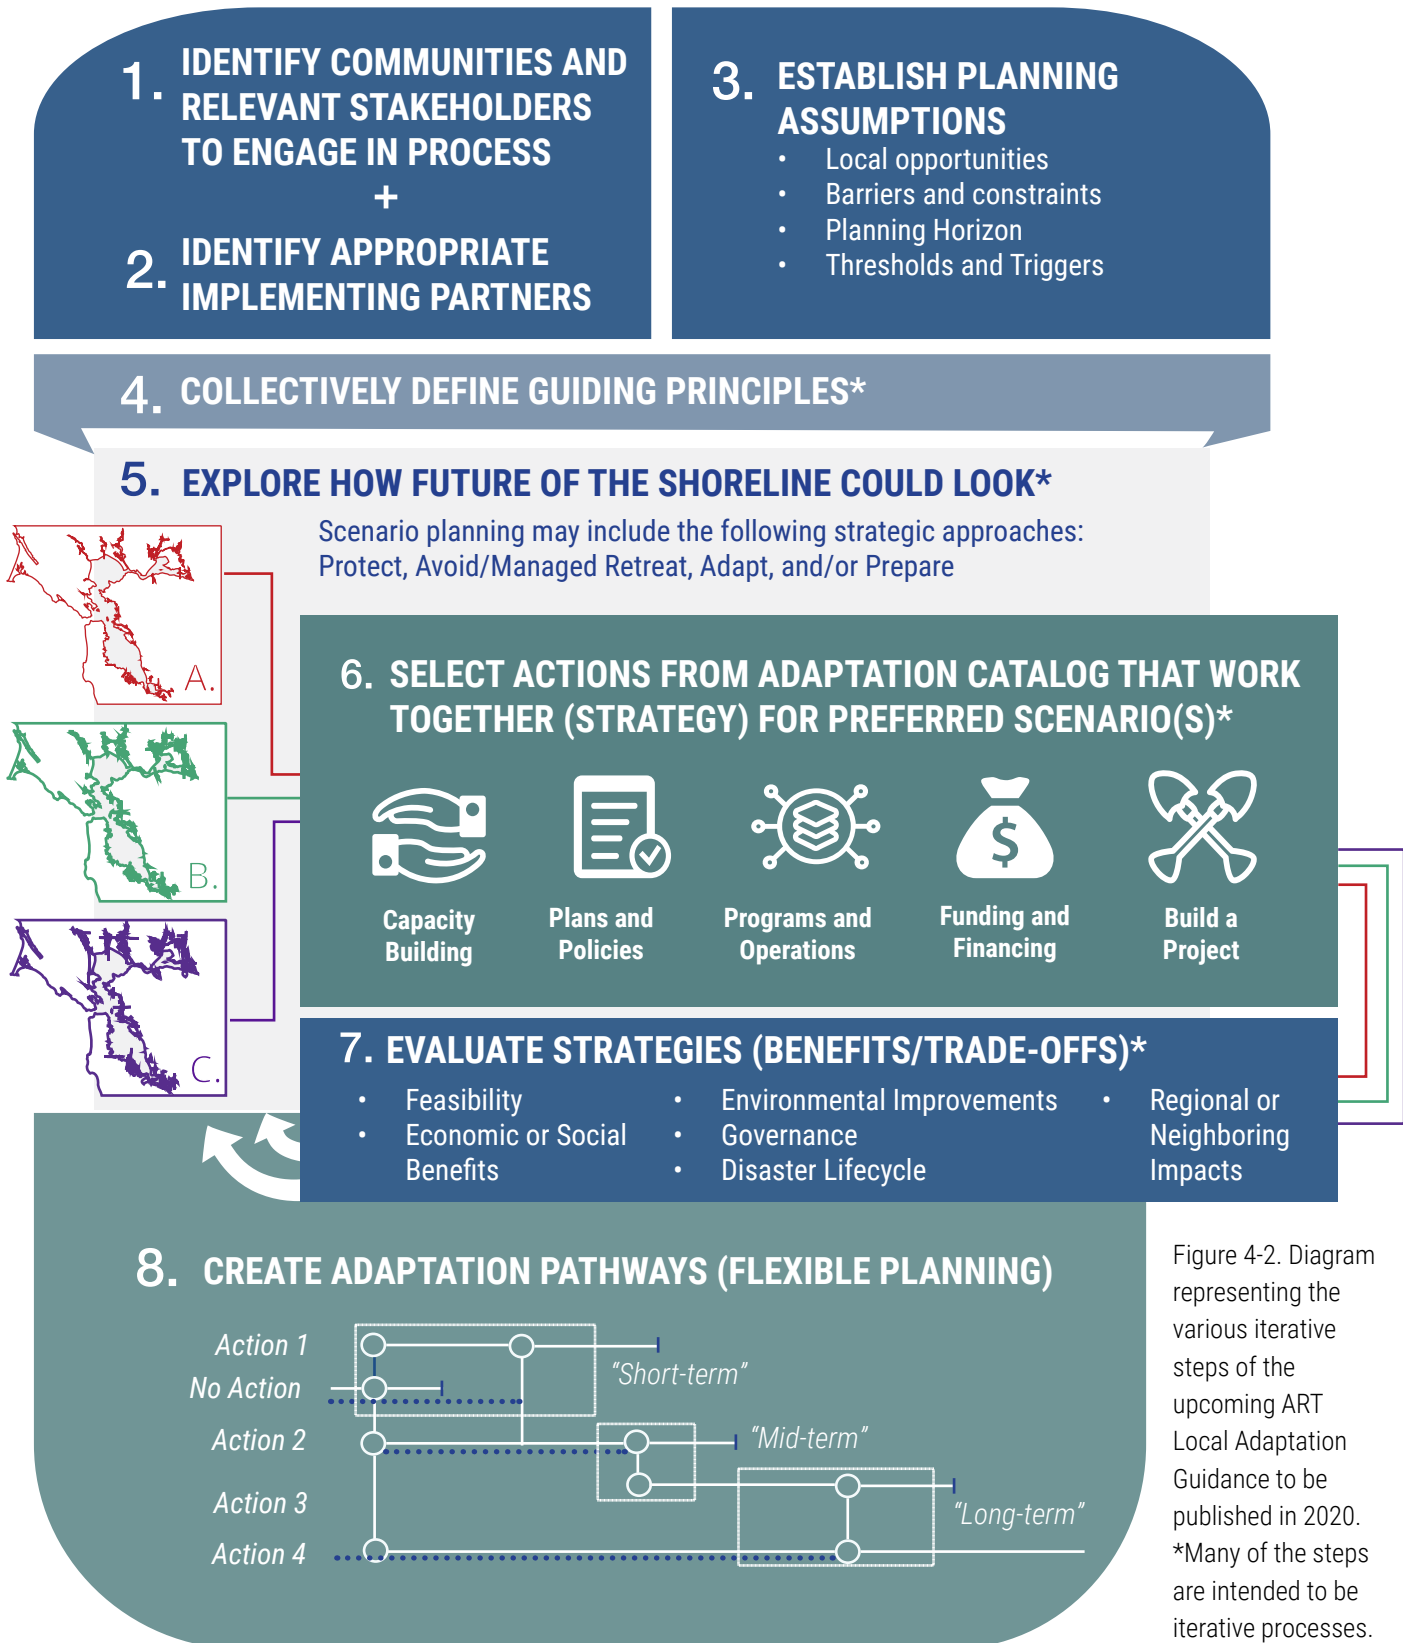 1. IDENTIFY COMMUNITIES AND
RELEVANT STAKEHOLDERS
TO ENGAGE IN PROCESS
+
2. IDENTIFY APPROPRIATE
IMPLEMENTING PARTNERS
3. ESTABLISH PLANNING
ASSUMPTIONS
• Local opportunities
• Barriers and constraints
• Planning Horizon
• Thresholds and Triggers
4. COLLECTIVELY DEFINE GUIDING PRINCIPLES*
5. EXPLORE HOW FUTURE OF THE SHORELINE COULD LOOK*
Scenario planning may include the following strategic approaches:
Protect, Avoid/Managed Retreat, Adapt, and/or Prepare
A.
B.
C.
6. SELECT ACTIONS FROM ADAPTATION CATALOG THAT WORK
TOGETHER (STRATEGY) FOR PREFERRED SCENARIO(S)*
$
Capacity
Building
Plans and
Policies
Programs and
Operations
Funding and
Financing
Build a
Project
7. EVALUATE STRATEGIES (BENEFITS/TRADE-OFFS)*
• Feasibility
• Economic or Social
Benefits
• Environmental Improvements
• Governance
• Disaster Lifecycle
• Regional or
Neighboring
Impacts
8. CREATE ADAPTATION PATHWAYS (FLEXIBLE PLANNING)
Action 1
"Short-term"
No Action
Action 2
"Mid-term"
Action 3
"Long-term"
Action 4
Figure 4-2. Diagram
representing the
various iterative
steps of the
upcoming ART
Local Adaptation
Guidance to be
published in 2020.
*Many of the steps
are intended to be
iterative processes.